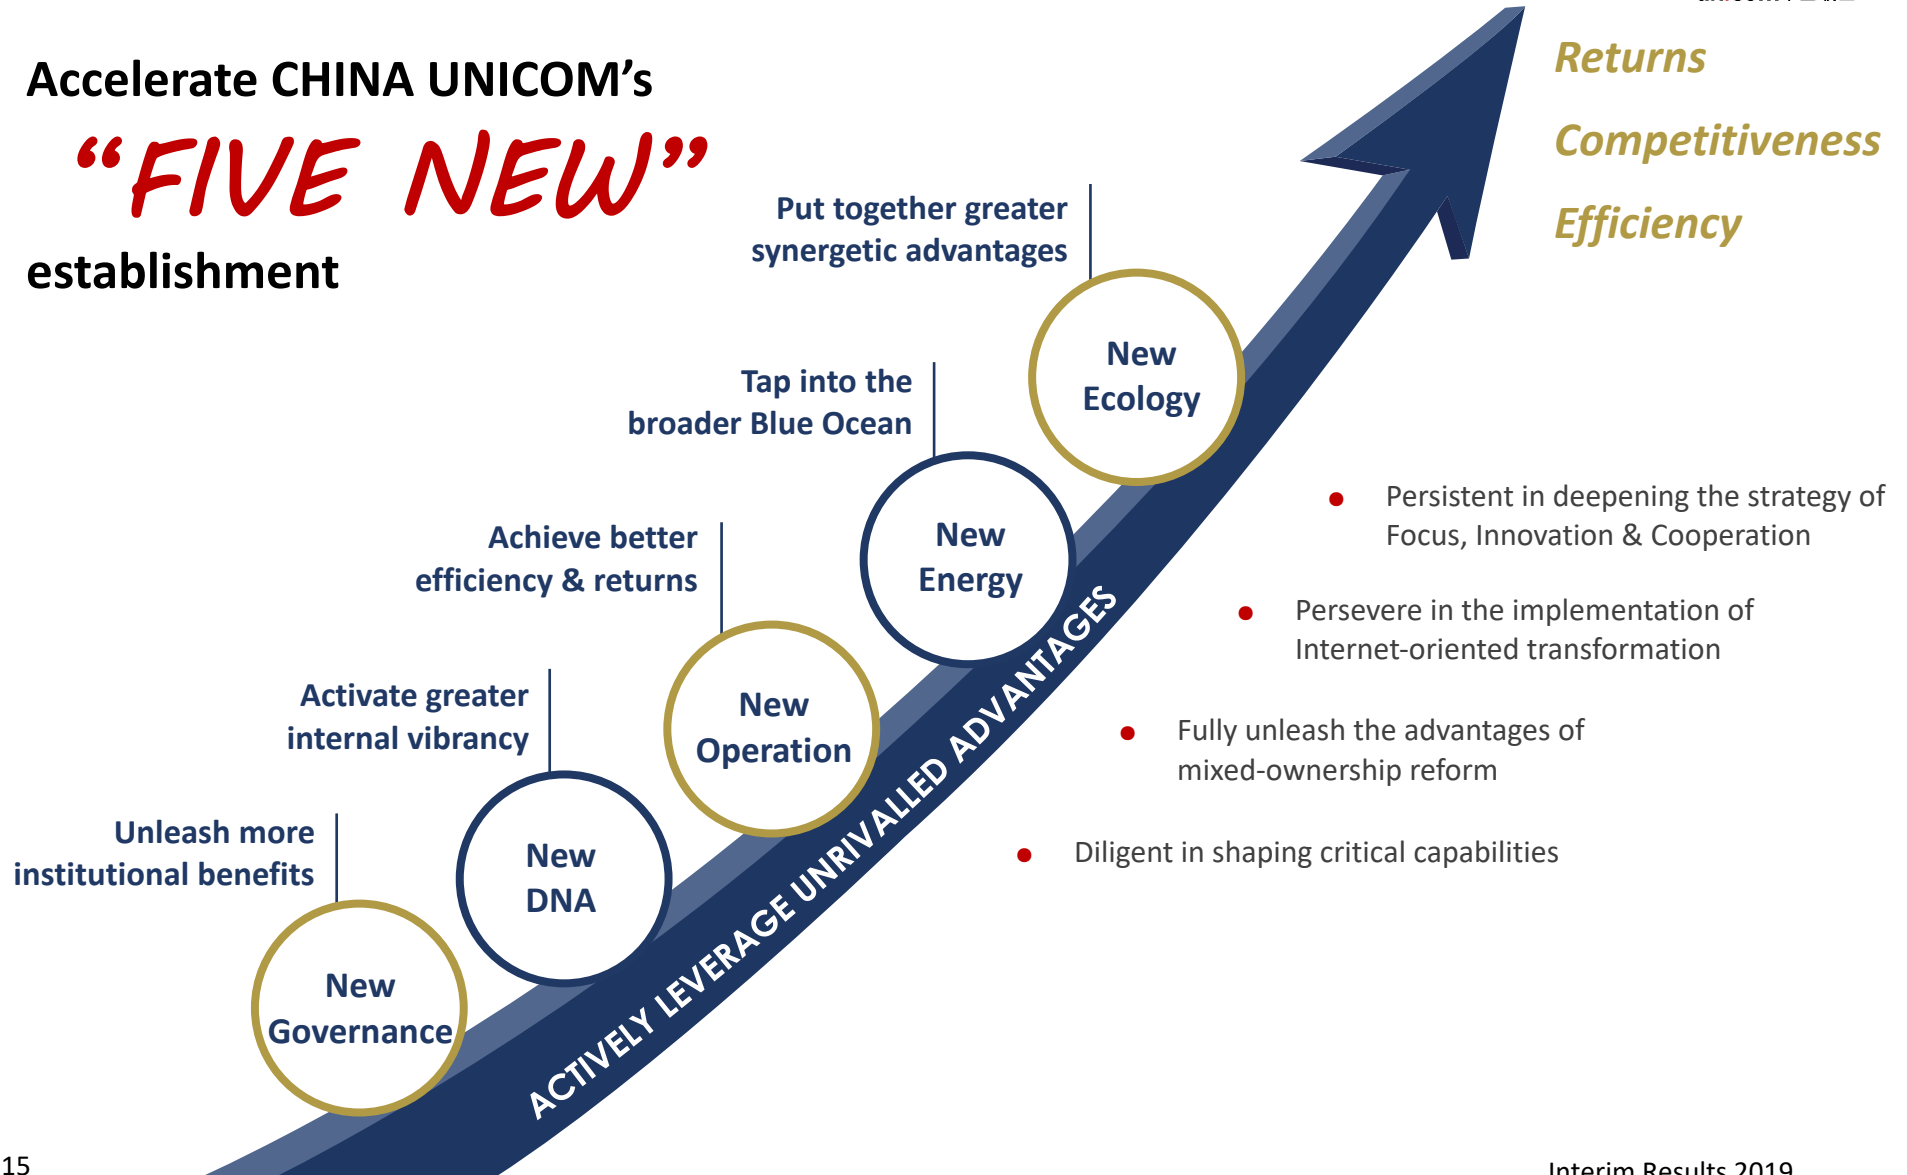 Accelerate CHINA UNICOM's
“FIVE NEW”
establishment
Returns
Competitiveness
Efficiency
Put together greater
synergetic advantages
New
Ecology
Tap into the
broader Blue Ocean
New
Energy
Achieve better
efficiency & returns
New
Operation
Activate greater
internal vibrancy
New
DNA
Unleash more
institutional benefits
New
Governance
ACTIVELY LEVERAGE UNRIVALLED ADVANTAGES
● Persistent in deepening the strategy of
Focus, Innovation & Cooperation
● Persevere in the implementation of
Internet-oriented transformation
● Fully unleash the advantages of
mixed-ownership reform
● Diligent in shaping critical capabilities
15
Interim Results 2019